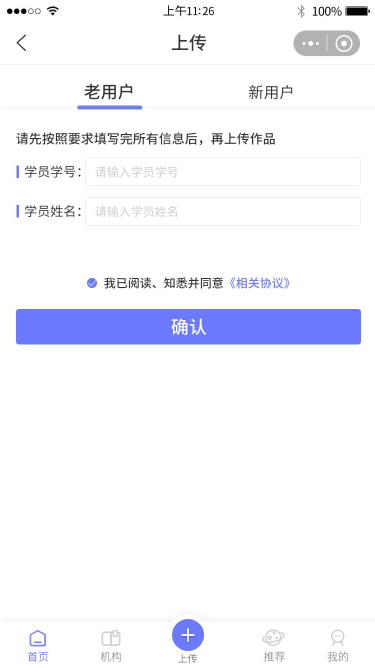 上午11:26
100%
上传
老用户
新用户
请先按照要求填写完所有信息后，再上传作品
学员学号：
请输入学员学号
学员姓名：
请输入学员姓名
我已阅读、知悉并同意《相关协议》
确认
首页
机构
上传
推荐
我的